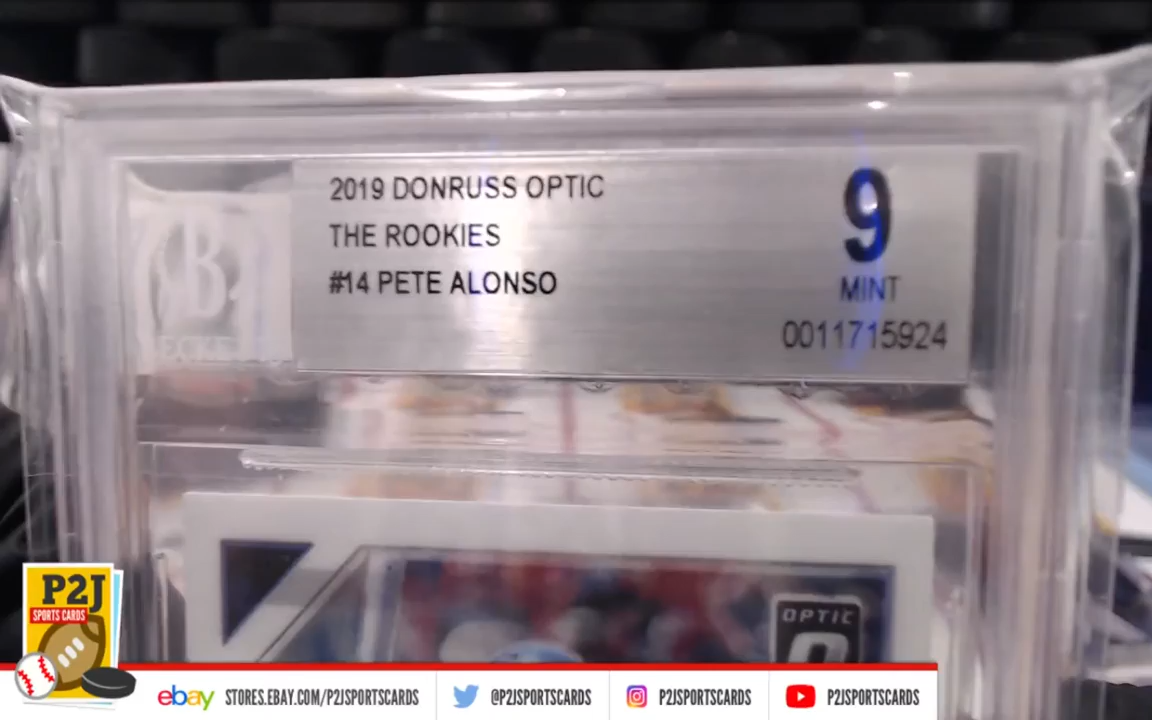 2019 DONRUSS OPTIC
THE ROOKIES
#14 PETE ALONSO
9
MINT
0011715924
B
BECKETT
OPTIC
P2J
SPORTS CARDS
ebay STORES.EBAY.COM/P2JSPORTSCARDS
@P2JSPORTSCARDS
P2JSPORTSCARDS
P2JSPORTSCARDS